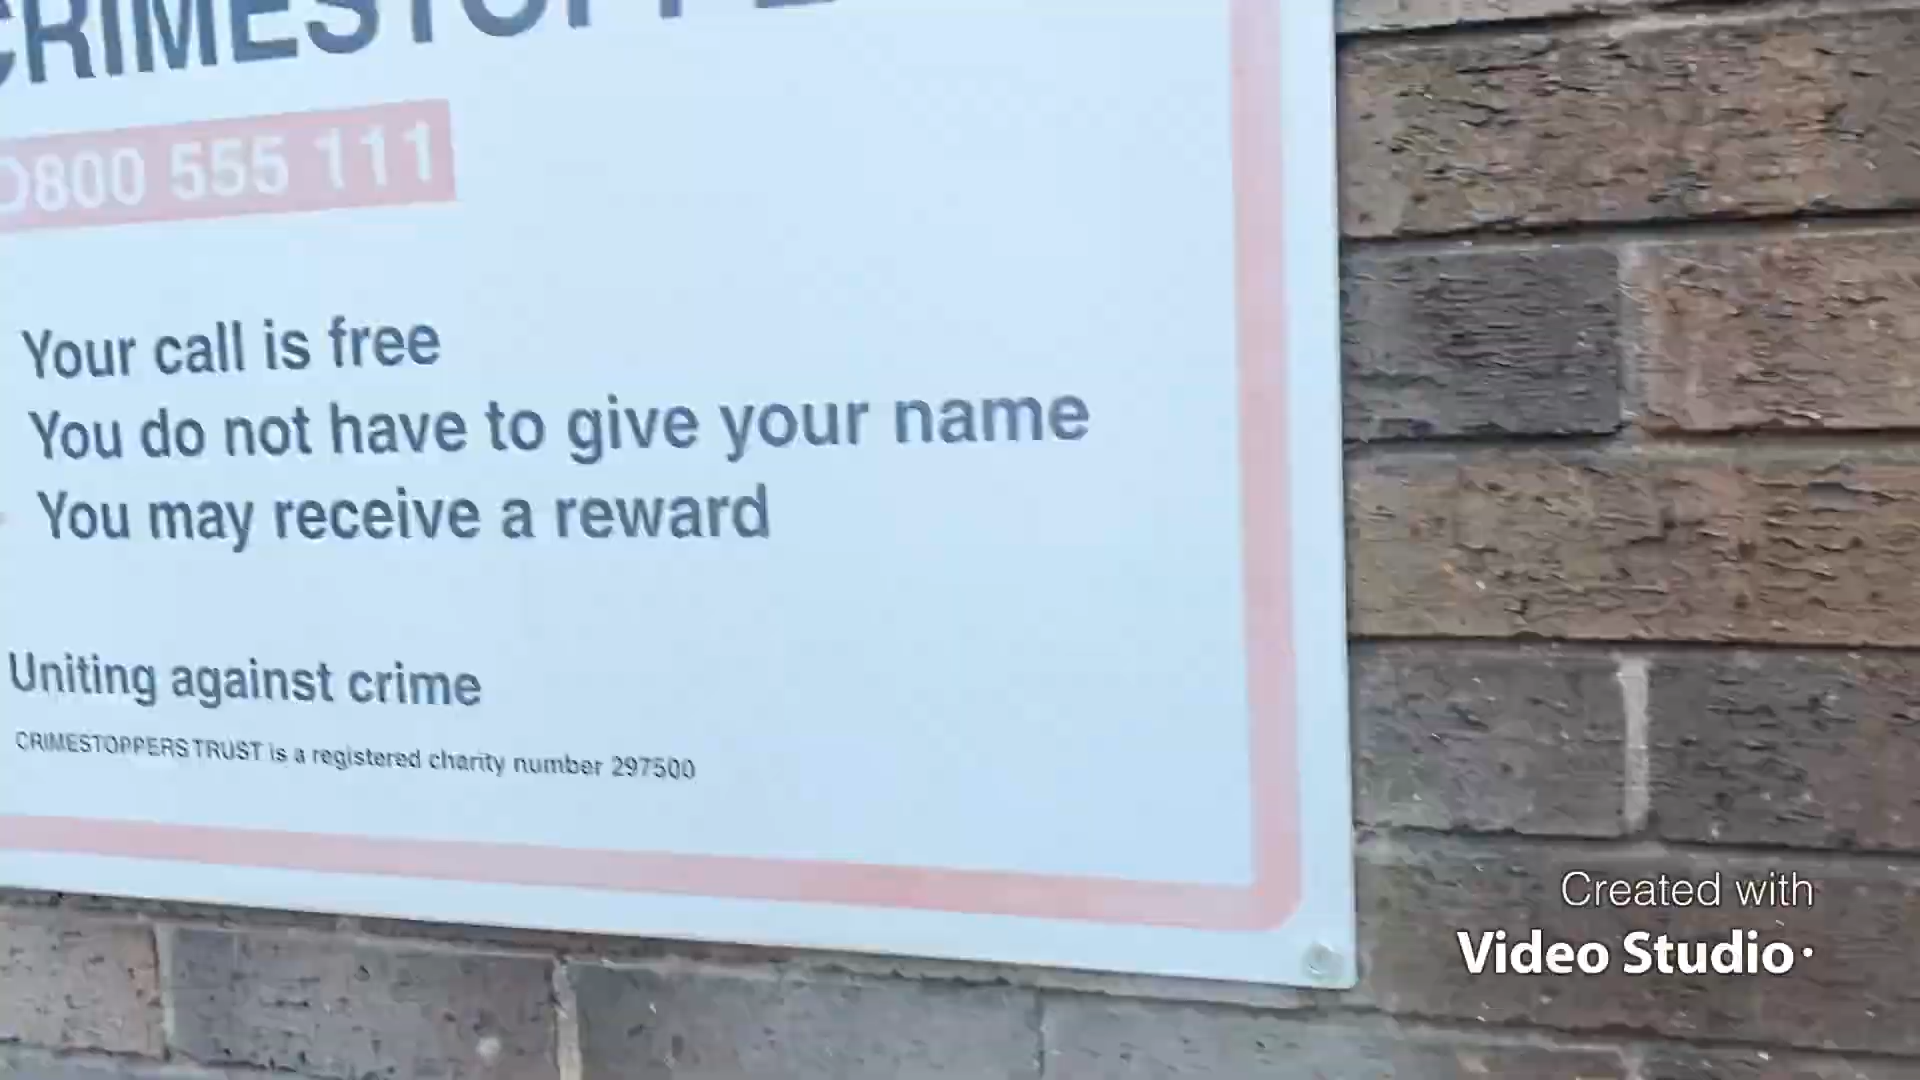 CRIMESTOPPE
0800 555 111
Your call is free
You do not have to give your name
You may receive a reward
Uniting against crime
CRIMESTOPPERS TRUST is a registered charity number 297500
Created with
Video Studio